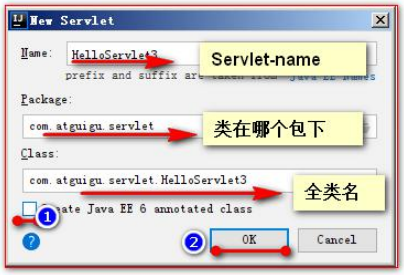 New Servlet
Name: HelloServlet3
Servlet-name
prefix and suffix are taken from Java EE Names
Package:
com.atguigu.servlet
类在哪个包下
Class:
com.atguigu.servlet.HelloServlet3
全类名
Create Java EE 6 annotated class
1
? 2 OK Cancel